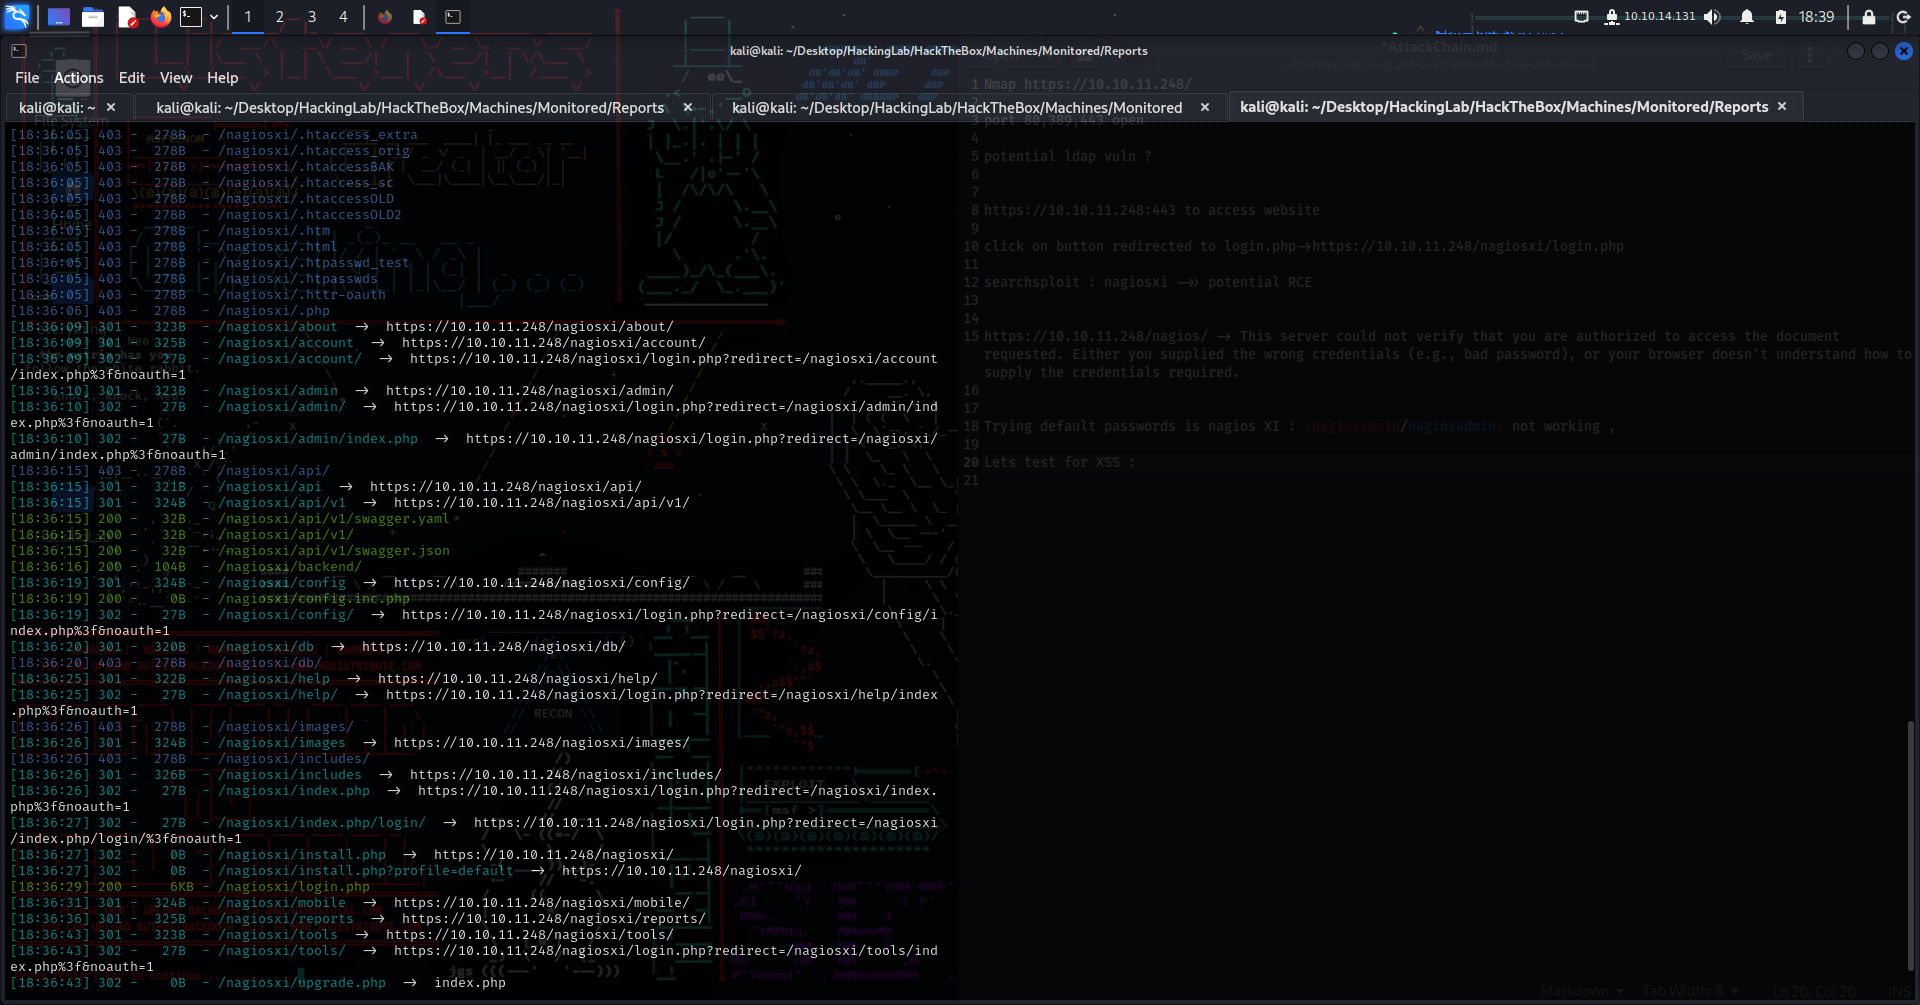 1 2 3 4
10.10.14.131 18:39
kali@kali: ~/Desktop/HackingLab/HackTheBox/Machines/Monitored/Reports
File Actions Edit View Help
kali@kali: ~ × kali@kali: ~/Desktop/HackingLab/HackTheBox/Machines/Monitored/Reports × kali@kali: ~/Desktop/HackingLab/HackTheBox/Machines/Monitored × kali@kali: ~/Desktop/HackingLab/HackTheBox/Machines/Monitored/Reports ×
[18:36:05] 403 - 278B - /nagiosxi/.htaccess_extra
[18:36:05] 403 - 278B - /nagiosxi/.htaccess_orig
[18:36:05] 403 - 278B - /nagiosxi/.htaccessBAK
[18:36:05] 403 - 278B - /nagiosxi/.htaccess_sc
[18:36:05] 403 - 278B - /nagiosxi/.htaccessOLD
[18:36:05] 403 - 278B - /nagiosxi/.htaccessOLD2
[18:36:05] 403 - 278B - /nagiosxi/.htm
[18:36:05] 403 - 278B - /nagiosxi/.html
[18:36:05] 403 - 278B - /nagiosxi/.htpasswd_test
[18:36:05] 403 - 278B - /nagiosxi/.htpasswds
[18:36:05] 403 - 278B - /nagiosxi/.httr-oauth
[18:36:06] 403 - 278B - /nagiosxi/.php
[18:36:09] 301 - 323B - /nagiosxi/about -> https://10.10.11.248/nagiosxi/about/
[18:36:09] 301 - 325B - /nagiosxi/account -> https://10.10.11.248/nagiosxi/account/
[18:36:09] 302 - 27B - /nagiosxi/account/ -> https://10.10.11.248/nagiosxi/login.php?redirect=/nagiosxi/account
/index.php%3f&noauth=1
[18:36:10] 301 - 323B - /nagiosxi/admin -> https://10.10.11.248/nagiosxi/admin/
[18:36:10] 302 - 27B - /nagiosxi/admin/ -> https://10.10.11.248/nagiosxi/login.php?redirect=/nagiosxi/admin/ind
ex.php%3f&noauth=1
[18:36:10] 302 - 27B - /nagiosxi/admin/index.php -> https://10.10.11.248/nagiosxi/login.php?redirect=/nagiosxi/
admin/index.php%3f&noauth=1
[18:36:15] 403 - 278B - /nagiosxi/api/
[18:36:15] 301 - 321B - /nagiosxi/api -> https://10.10.11.248/nagiosxi/api/
[18:36:15] 301 - 324B - /nagiosxi/api/v1 -> https://10.10.11.248/nagiosxi/api/v1/
[18:36:15] 200 - 32B - /nagiosxi/api/v1/swagger.yaml
[18:36:15] 200 - 32B - /nagiosxi/api/v1/
[18:36:15] 200 - 32B - /nagiosxi/api/v1/swagger.json
[18:36:16] 200 - 104B - /nagiosxi/backend/
[18:36:19] 301 - 324B - /nagiosxi/config -> https://10.10.11.248/nagiosxi/config/
[18:36:19] 200 - 0B - /nagiosxi/config.inc.php
[18:36:19] 302 - 27B - /nagiosxi/config/ -> https://10.10.11.248/nagiosxi/login.php?redirect=/nagiosxi/config/i
ndex.php%3f&noauth=1
[18:36:20] 301 - 320B - /nagiosxi/db -> https://10.10.11.248/nagiosxi/db/
[18:36:20] 403 - 278B - /nagiosxi/db/
[18:36:25] 301 - 322B - /nagiosxi/help -> https://10.10.11.248/nagiosxi/help/
[18:36:25] 302 - 27B - /nagiosxi/help/ -> https://10.10.11.248/nagiosxi/login.php?redirect=/nagiosxi/help/index
.php%3f&noauth=1
[18:36:26] 403 - 278B - /nagiosxi/images/
[18:36:26] 301 - 324B - /nagiosxi/images -> https://10.10.11.248/nagiosxi/images/
[18:36:26] 403 - 278B - /nagiosxi/includes/
[18:36:26] 301 - 326B - /nagiosxi/includes -> https://10.10.11.248/nagiosxi/includes/
[18:36:26] 302 - 27B - /nagiosxi/index.php -> https://10.10.11.248/nagiosxi/login.php?redirect=/nagiosxi/index.
php%3f&noauth=1
[18:36:27] 302 - 27B - /nagiosxi/index.php/login/ -> https://10.10.11.248/nagiosxi/login.php?redirect=/nagiosxi
/index.php/login/%3f&noauth=1
[18:36:27] 302 - 0B - /nagiosxi/install.php -> https://10.10.11.248/nagiosxi/
[18:36:27] 302 - 0B - /nagiosxi/install.php?profile=default -> https://10.10.11.248/nagiosxi/
[18:36:29] 200 - 6KB - /nagiosxi/login.php
[18:36:31] 301 - 324B - /nagiosxi/mobile -> https://10.10.11.248/nagiosxi/mobile/
[18:36:36] 301 - 325B - /nagiosxi/reports -> https://10.10.11.248/nagiosxi/reports/
[18:36:43] 301 - 323B - /nagiosxi/tools -> https://10.10.11.248/nagiosxi/tools/
[18:36:43] 302 - 27B - /nagiosxi/tools/ -> https://10.10.11.248/nagiosxi/login.php?redirect=/nagiosxi/tools/ind
ex.php%3f&noauth=1
[18:36:43] 302 - 0B - /nagiosxi/upgrade.php -> index.php
*AttackChain.md
Save
1 Nmap https://10.10.11.248/
3 port 80,389,443 open
4
5 potential ldap vuln ?
6
7
8 https://10.10.11.248:443 to access website
9
10 click on button redirected to login.php->https://10.10.11.248/nagiosxi/login.php
11
12 searchsploit : nagiosxi -->> potential RCE
13
14
15 https://10.10.11.248/nagios/ -> This server could not verify that you are authorized to access the document
requested. Either you supplied the wrong credentials (e.g., bad password), or your browser doesn't understand how to
supply the credentials required.
16
17
18 Trying default passwords is nagios XI : <nagiosadmin/nagiosadmin> not working ,
19
20 Lets test for XSS :
21
Markdown Tab Width: 8 Ln 20, Col 20 INS
File System
Home
RECON
EXPLOIT
[msf >]